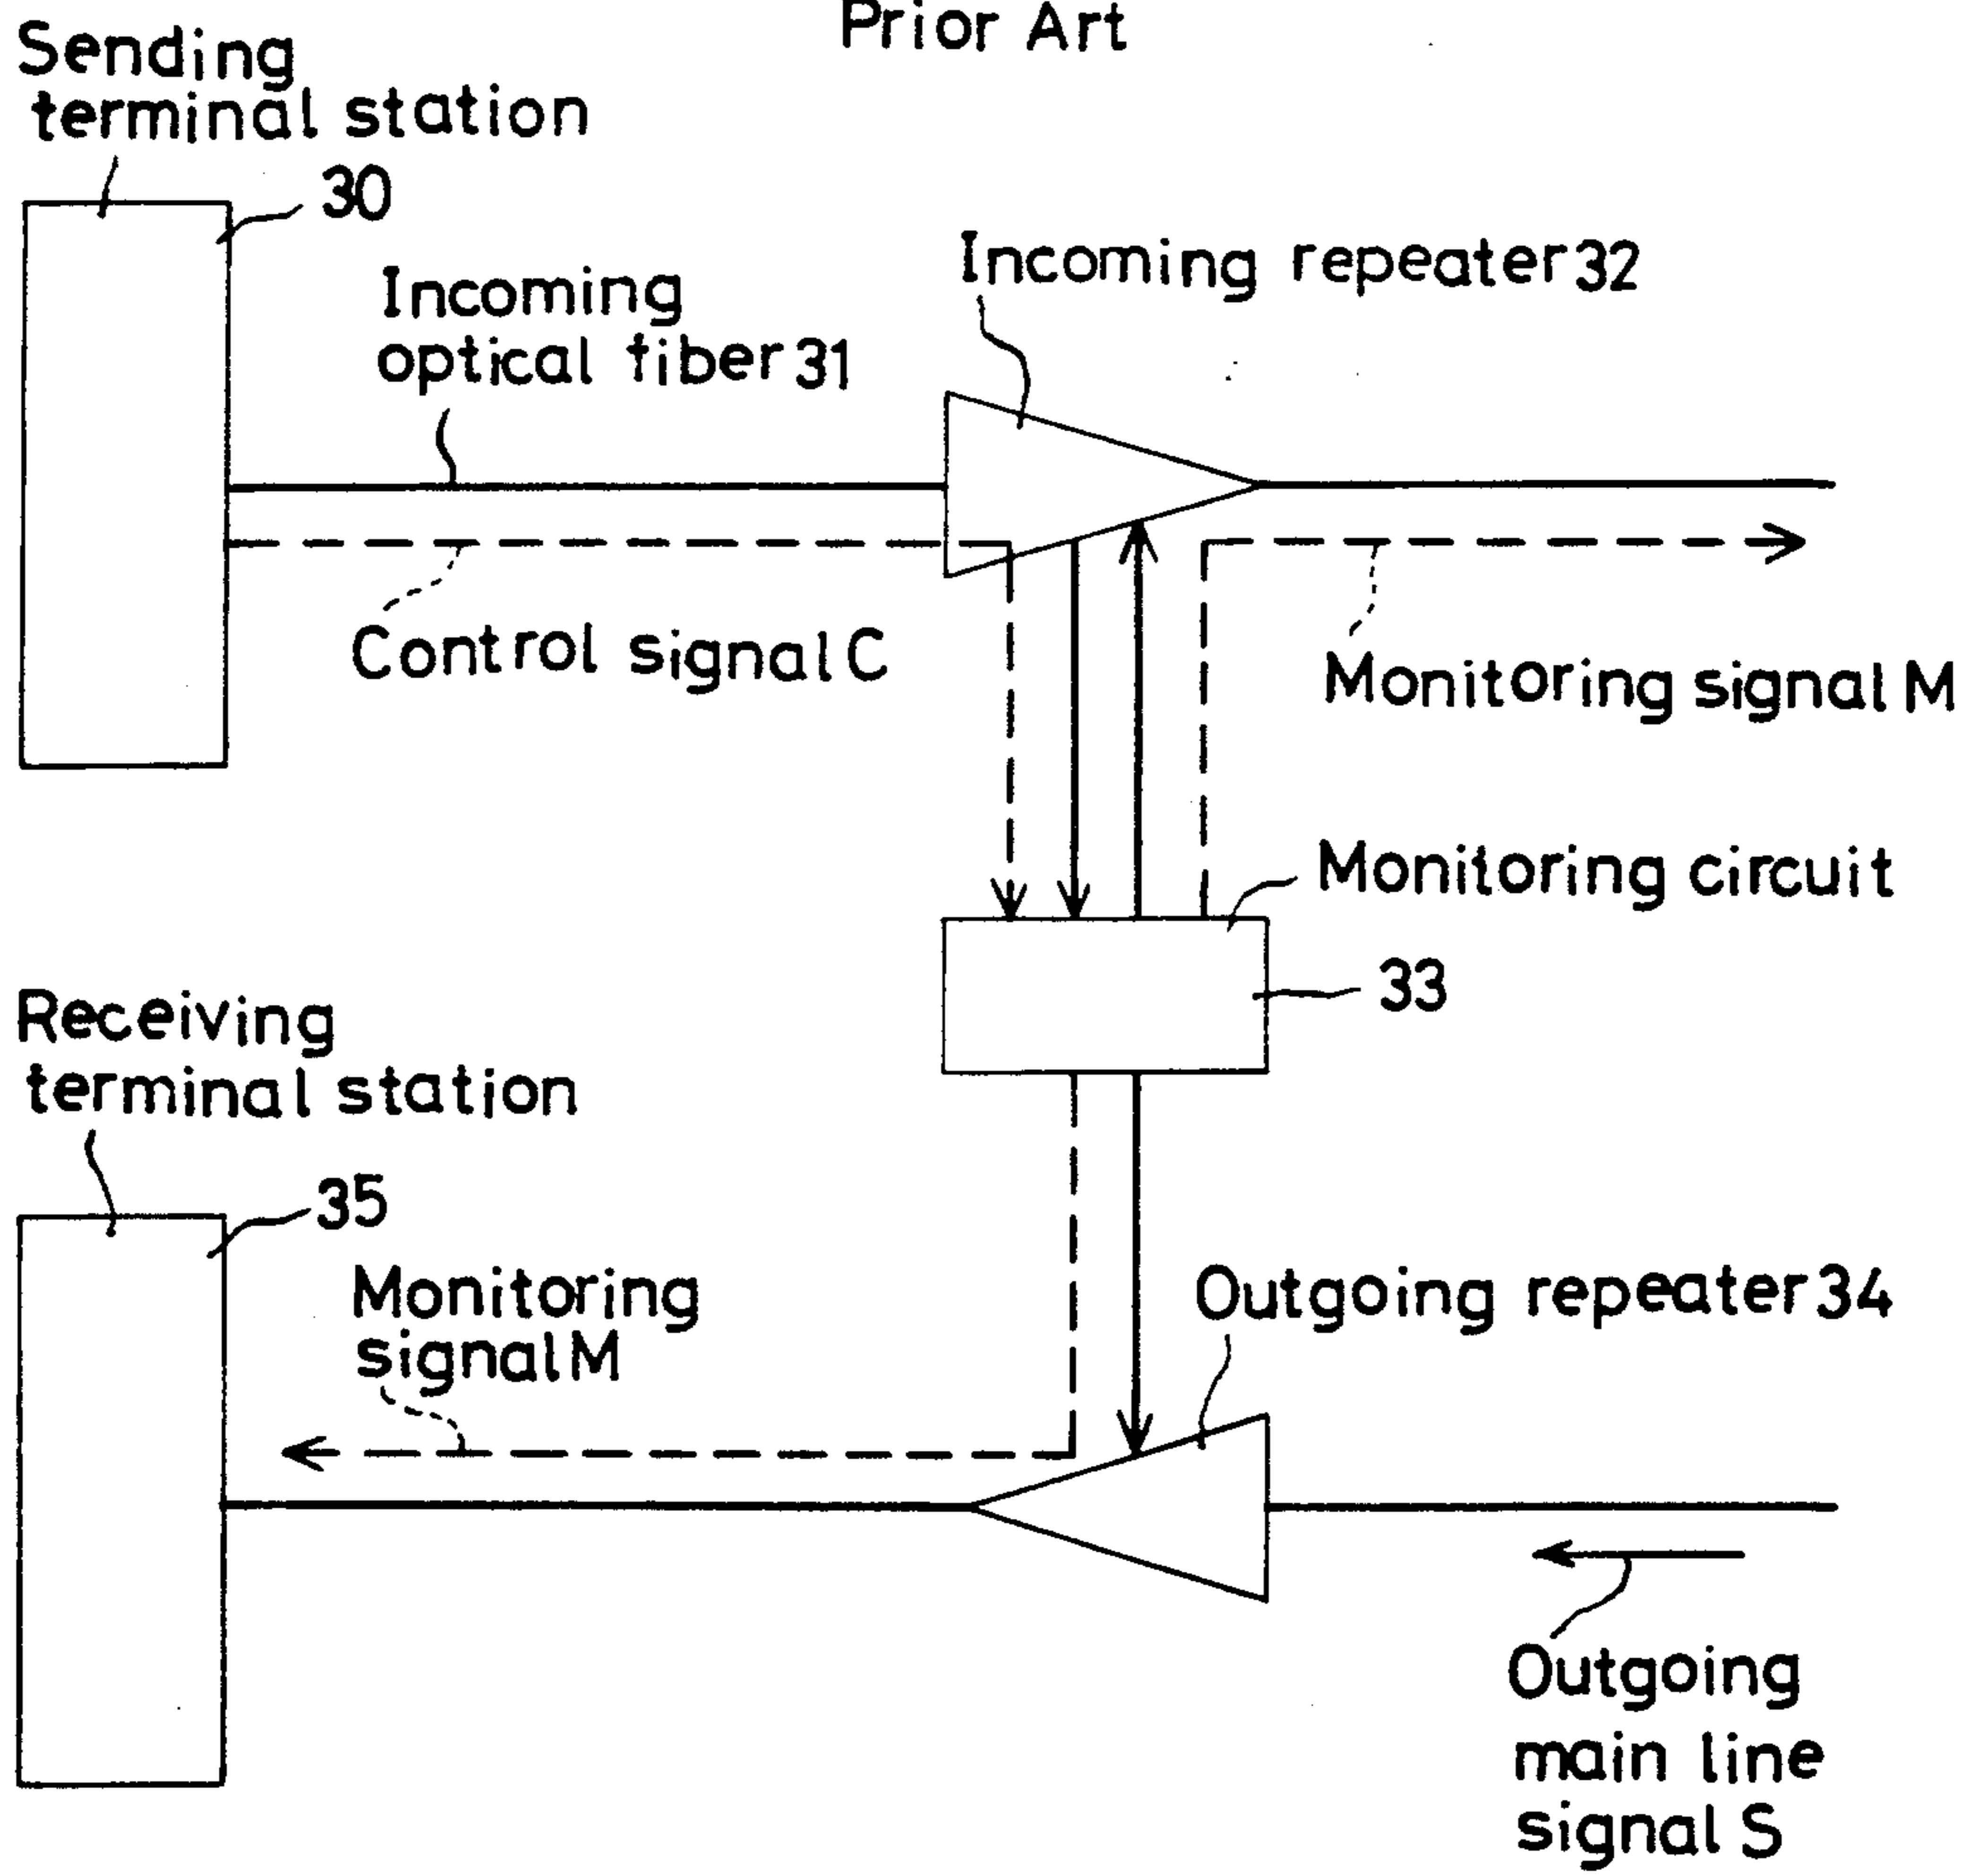 Prior Art
Sending
terminal station
30
Incoming
optical fiber 31
Incoming repeater 32
Control signal C
Monitoring signal M
Monitoring circuit
33
Receiving
terminal station
35
Monitoring
signal M
Outgoing repeater 34
Outgoing
main line
signal S